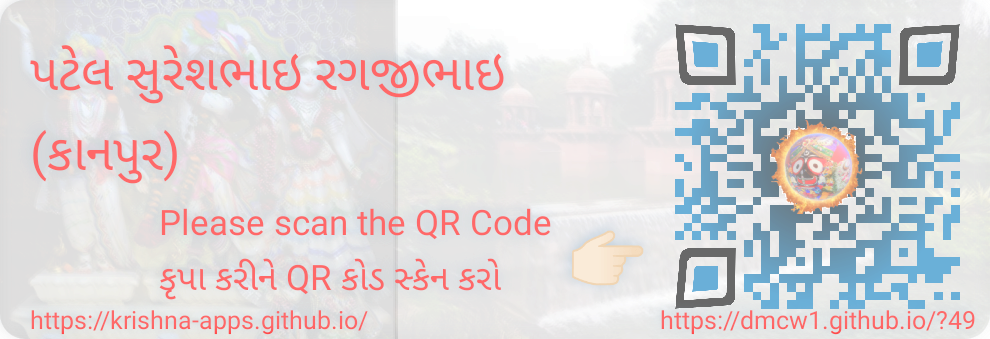 પટેલ સુરેશભાઇ રગજીભાઇ
(કાનપુર)
Please scan the QR Code
કૃપા કરીને QR કોડ સ્કેન કરો
https://krishna-apps.github.io/
https://dmcw1.github.io/?49